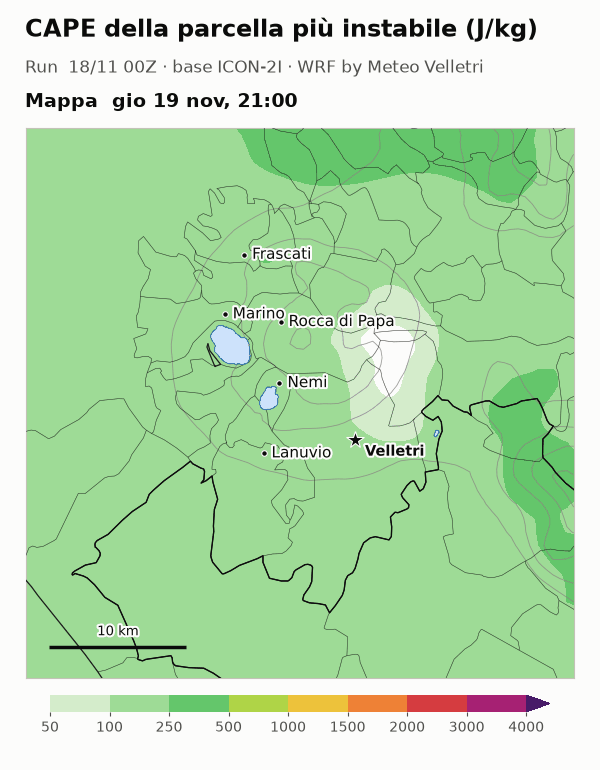 CAPE della parcella più instabile (J/kg)
Run  18/11 00Z · base ICON-2I · WRF by Meteo Velletri
Mappa  gio 19 nov, 21:00
Frascati
Marino
Rocca di Papa
Nemi
Velletri
Lanuvio
10 km
50 100 250 500 1000 1500 2000 3000 4000